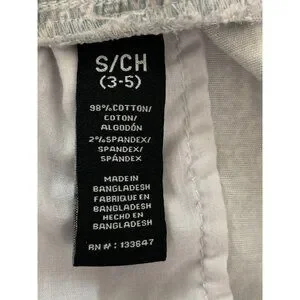 S/CH
(3-5)
98%COTTON/
COTON/
ALGODÓN
2%SPANDEX/
SPANDEX/
SPÁNDEX
MADE IN
BANGLADESH
FABRIQUE EN
BANGLADESH
HECHO EN
BANGLADESH
RN #: 133647